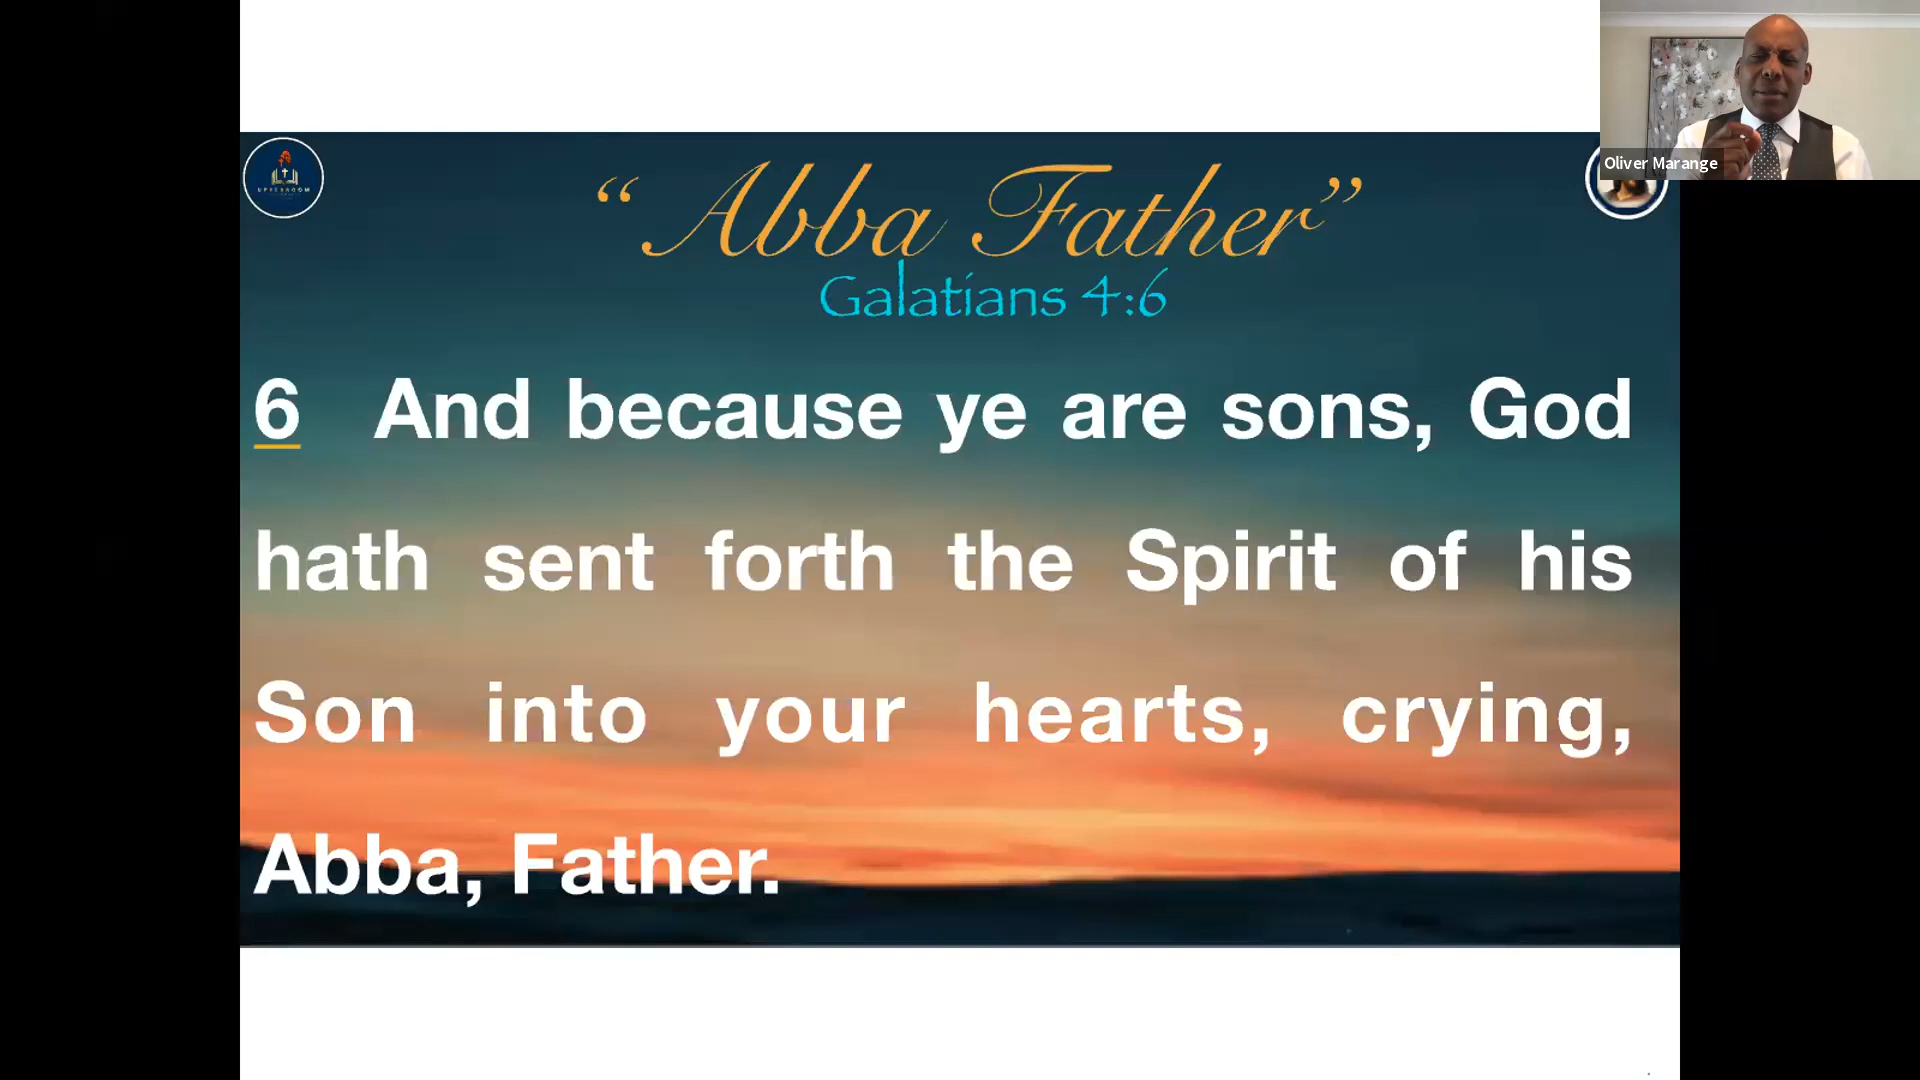 “Abba Father”
Galatians 4:6
6 And because ye are sons, God
hath sent forth the Spirit of his
Son into your hearts, crying,
Abba, Father.
UPPERROOM
Oliver Marange